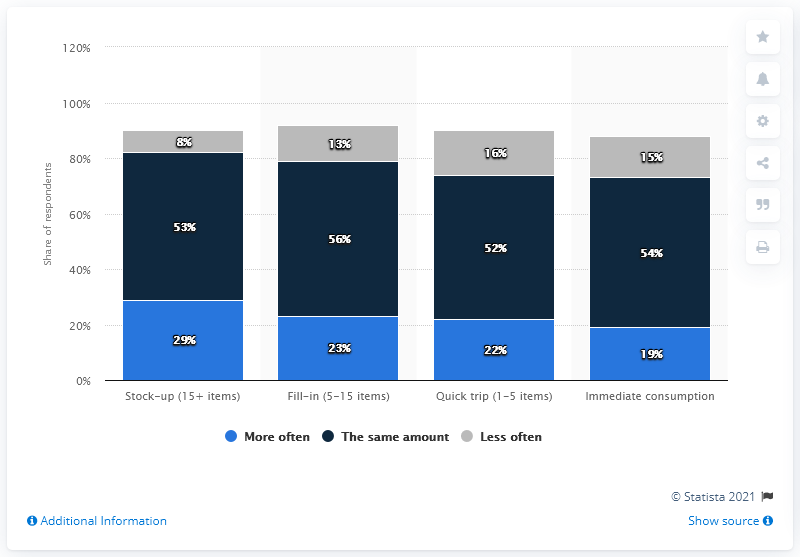 120%
100%
80%
60%
40%
20%
0%
Share of respondents
8%
13%
16%
15%
53%
56%
52%
54%
29%
23%
22%
19%
Stock-up (15+ items)
Fill-in (5-15 items)
Quick trip (1-5 items)
Immediate consumption
More often
The same amount
Less often
© Statista 2021
Additional Information
Show source